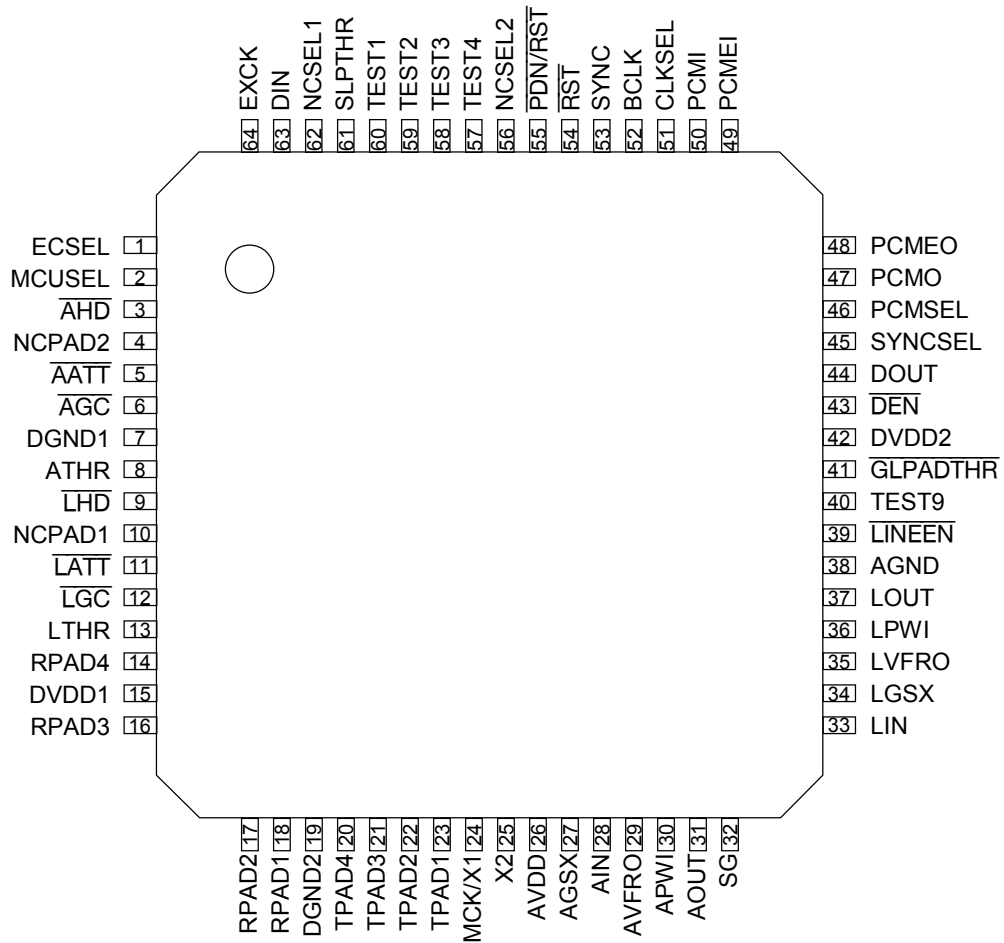 64 EXCK
63 DIN
62 NCSEL1
61 SLPTHR
60 TEST1
59 TEST2
58 TEST3
57 TEST4
56 NCSEL2
55 PDN/RST
54 RST
53 SYNC
52 BCLK
51 CLKSEL
50 PCMI
49 PCMEI
ECSEL 1
MCUSEL 2
AHD 3
NCPAD2 4
AATT 5
AGC 6
DGND1 7
ATHR 8
LHD 9
NCPAD1 10
LATT 11
LGC 12
LTHR 13
RPAD4 14
DVDD1 15
RPAD3 16
48 PCMEO
47 PCMO
46 PCMSEL
45 SYNCSEL
44 DOUT
43 DEN
42 DVDD2
41 GLPADTHR
40 TEST9
39 LINEEN
38 AGND
37 LOUT
36 LPWI
35 LVFRO
34 LGSX
33 LIN
RPAD2 17
RPAD1 18
DGND2 19
TPAD4 20
TPAD3 21
TPAD2 22
TPAD1 23
MCK/X1 24
X2 25
AVDD 26
AGSX 27
AIN 28
AVFRO 29
APWI 30
AOUT 31
SG 32